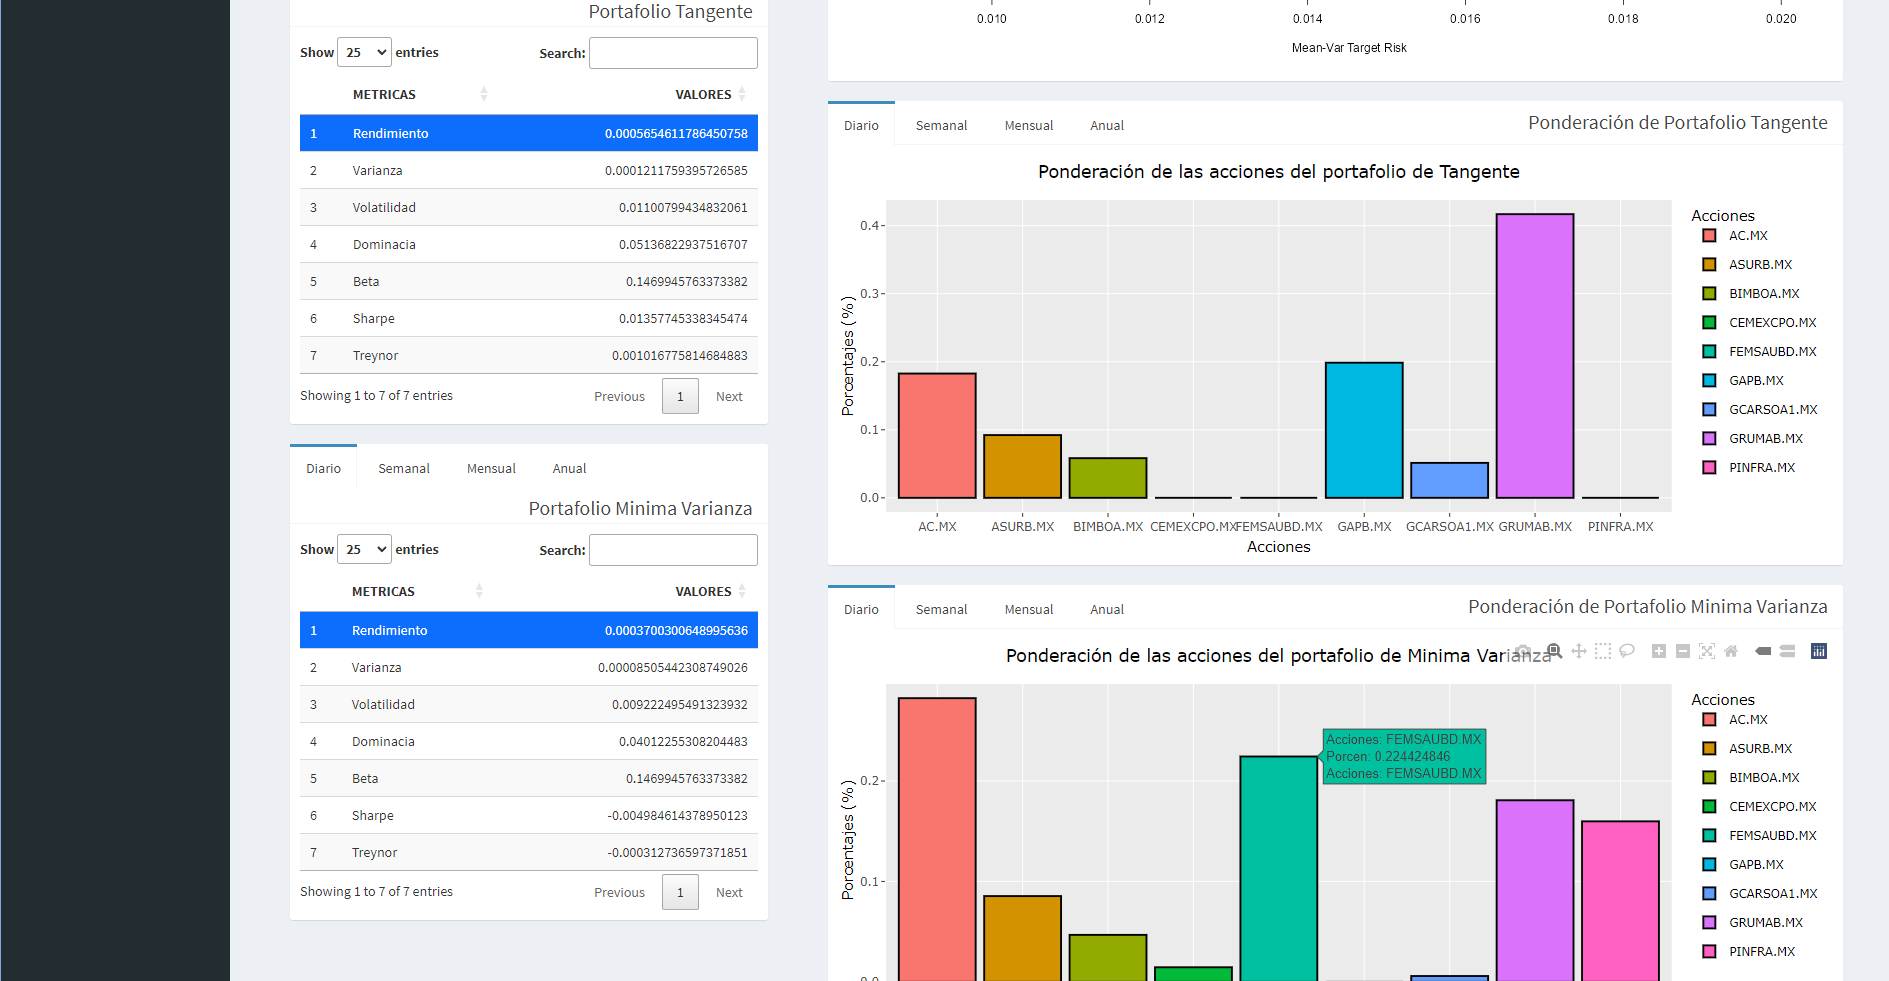 Portafolio Tangente
Show 25 entries
Search:
METRICAS VALORES
1 Rendimiento 0.0005654611786450758
2 Varianza 0.0001211759395726585
3 Volatilidad 0.01100799434832061
4 Dominacia 0.05136822937516707
5 Beta 0.1469945763373382
6 Sharpe 0.01357745338345474
7 Treynor 0.001016775814684883
Showing 1 to 7 of 7 entries
Previous 1 Next
Diario Semanal Mensual Anual
Portafolio Minima Varianza
Show 25 entries
Search:
METRICAS VALORES
1 Rendimiento 0.0003700300648995636
2 Varianza 0.00008505442308749026
3 Volatilidad 0.009222495491323932
4 Dominacia 0.04012255308204483
5 Beta 0.1469945763373382
6 Sharpe -0.004984614378950123
7 Treynor -0.000312736597371851
Showing 1 to 7 of 7 entries
Previous 1 Next
0.010 0.012 0.014 0.016 0.018 0.020
Mean-Var Target Risk
Diario Semanal Mensual Anual
Ponderación de Portafolio Tangente
Ponderación de las acciones del portafolio de Tangente
Porcentajes (%)
0.4
0.3
0.2
0.1
0.0
AC.MX ASURB.MX BIMBOA.MX CEMEXCPO.MX FEMSAUBD.MX GAPB.MX GCARSOA1.MX GRUMAB.MX PINFRA.MX
Acciones
Acciones
AC.MX
ASURB.MX
BIMBOA.MX
CEMEXCPO.MX
FEMSAUBD.MX
GAPB.MX
GCARSOA1.MX
GRUMAB.MX
PINFRA.MX
Diario Semanal Mensual Anual
Ponderación de Portafolio Minima Varianza
Ponderación de las acciones del portafolio de Minima Varianza
Porcentajes (%)
0.2
0.1
0.0
Acciones: FEMSAUBD.MX
Porcen: 0.224424846
Acciones: FEMSAUBD.MX
Acciones
AC.MX
ASURB.MX
BIMBOA.MX
CEMEXCPO.MX
FEMSAUBD.MX
GAPB.MX
GCARSOA1.MX
GRUMAB.MX
PINFRA.MX